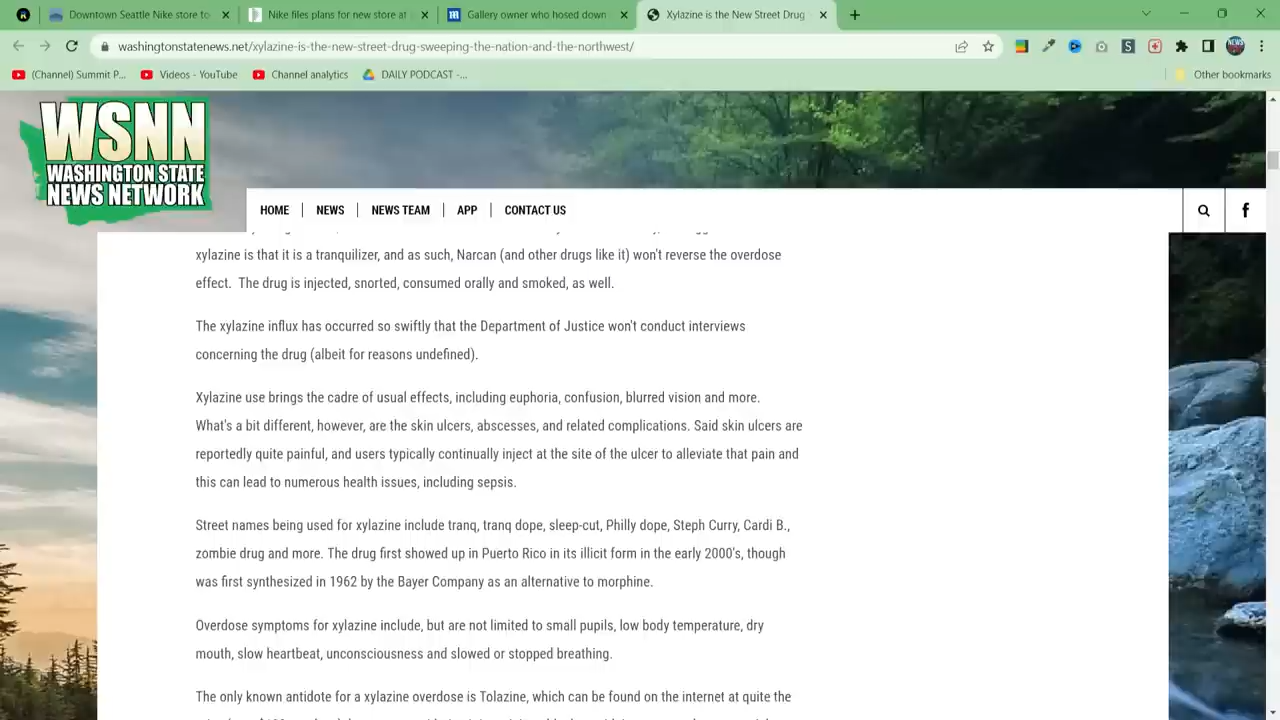 Downtown Seattle Nike store to
Nike files plans for new store at
Gallery owner who hosed down
Xylazine is the New Street Drug
washingtonstatenews.net/xylazine-is-the-new-street-drug-sweeping-the-nation-and-the-northwest/
(Channel) Summit P...
Videos - YouTube
Channel analytics
DAILY PODCAST -...
Other bookmarks
WSNN
WASHINGTON STATE
NEWS NETWORK
HOME
NEWS
NEWS TEAM
APP
CONTACT US
xylazine is that it is a tranquilizer, and as such, Narcan (and other drugs like it) won't reverse the overdose
effect. The drug is injected, snorted, consumed orally and smoked, as well.
The xylazine influx has occurred so swiftly that the Department of Justice won't conduct interviews
concerning the drug (albeit for reasons undefined).
Xylazine use brings the cadre of usual effects, including euphoria, confusion, blurred vision and more.
What's a bit different, however, are the skin ulcers, abscesses, and related complications. Said skin ulcers are
reportedly quite painful, and users typically continually inject at the site of the ulcer to alleviate that pain and
this can lead to numerous health issues, including sepsis.
Street names being used for xylazine include tranq, tranq dope, sleep-cut, Philly dope, Steph Curry, Cardi B.,
zombie drug and more. The drug first showed up in Puerto Rico in its illicit form in the early 2000's, though
was first synthesized in 1962 by the Bayer Company as an alternative to morphine.
Overdose symptoms for xylazine include, but are not limited to small pupils, low body temperature, dry
mouth, slow heartbeat, unconsciousness and slowed or stopped breathing.
The only known antidote for a xylazine overdose is Tolazine, which can be found on the internet at quite the